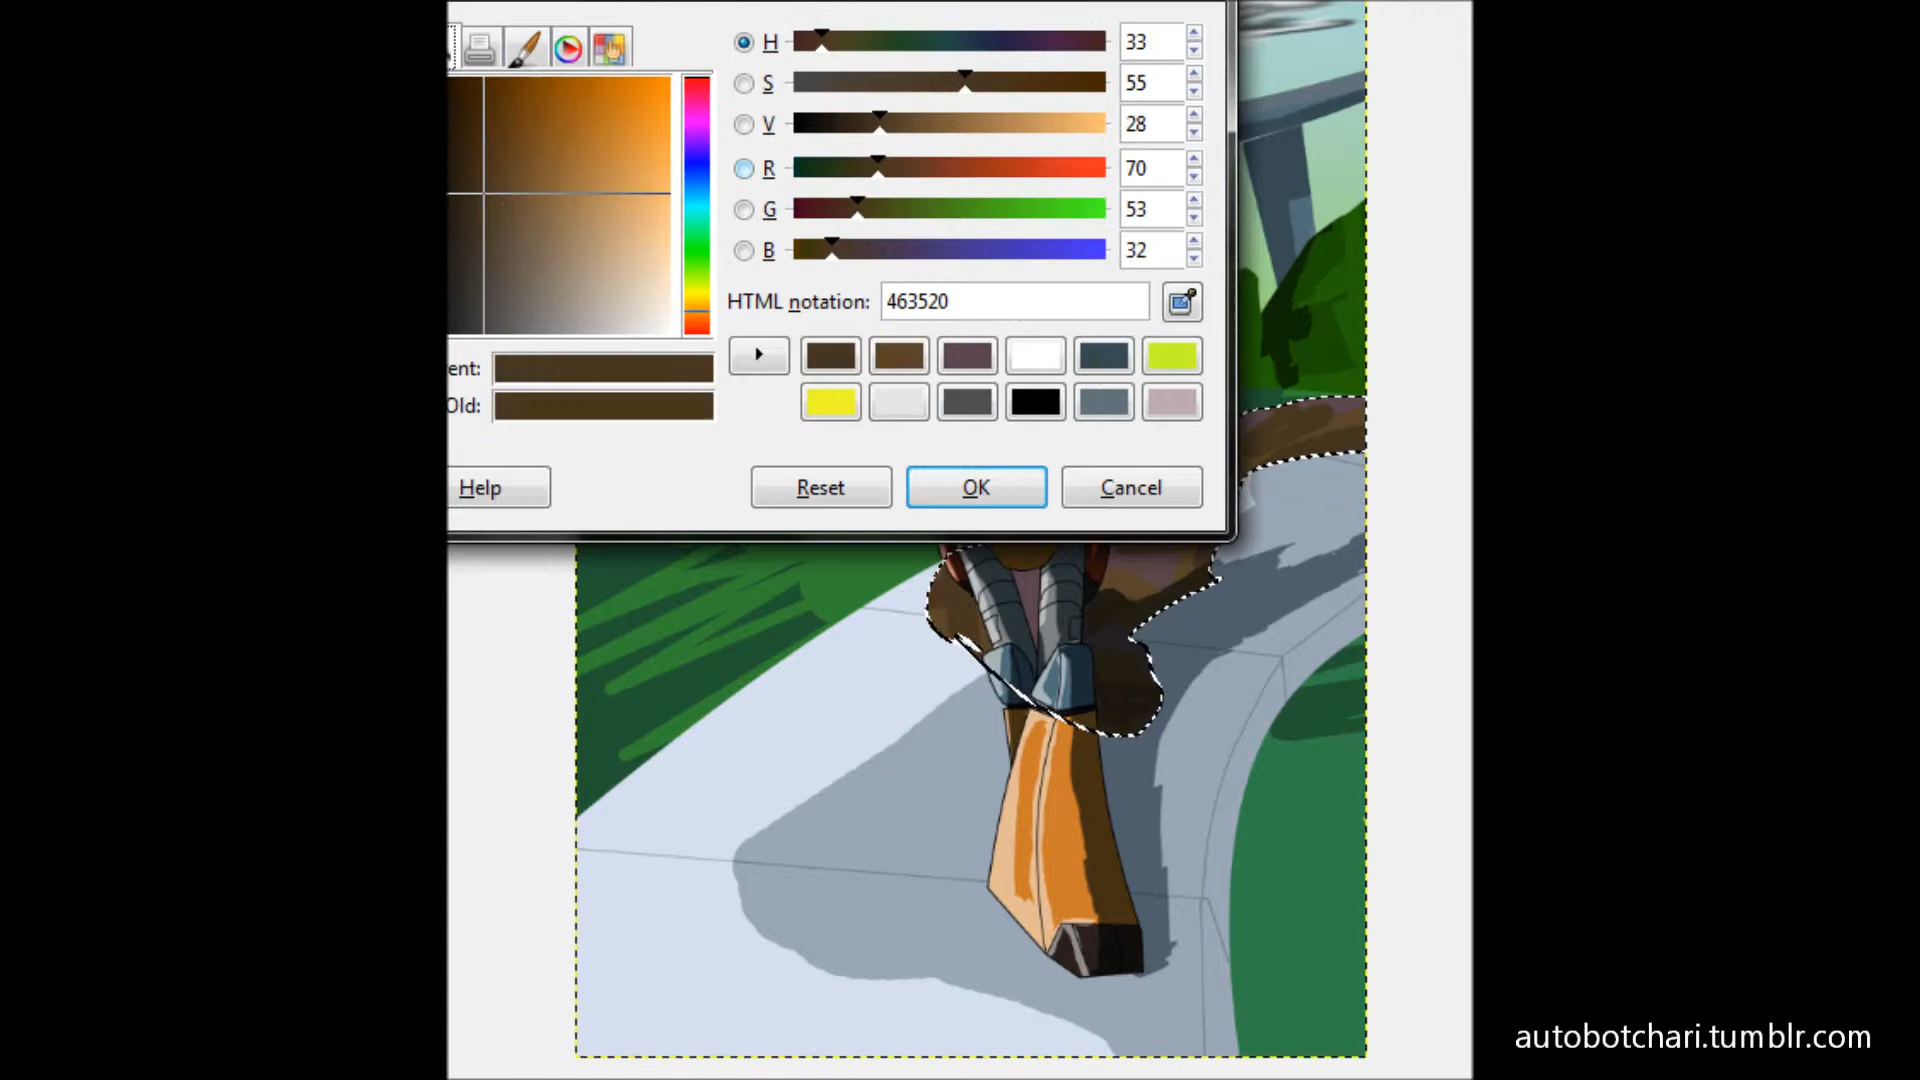 H 33
S 55
V 28
R 70
G 53
B 32
HTML notation: 463520
ent:
Old:
Help
Reset
OK
Cancel
autobotchari.tumblr.com